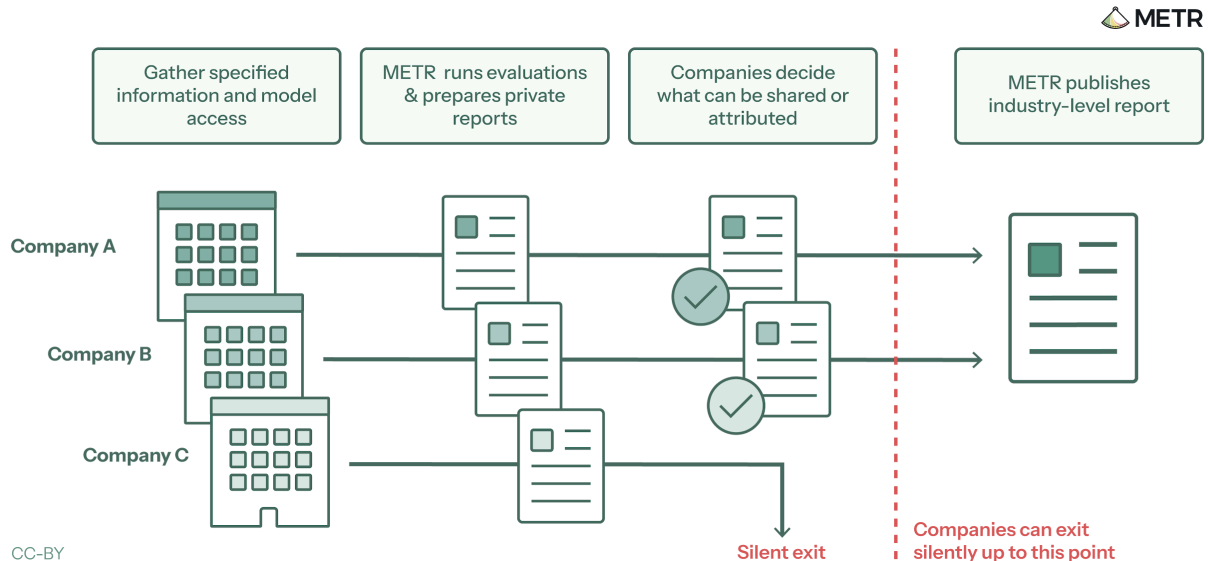 METR
Gather specified
information and model
access
METR runs evaluations
& prepares private
reports
Companies decide
what can be shared or
attributed
METR publishes
industry-level report
Company A
Company B
Company C
Silent exit
Companies can exit
silently up to this point
CC-BY